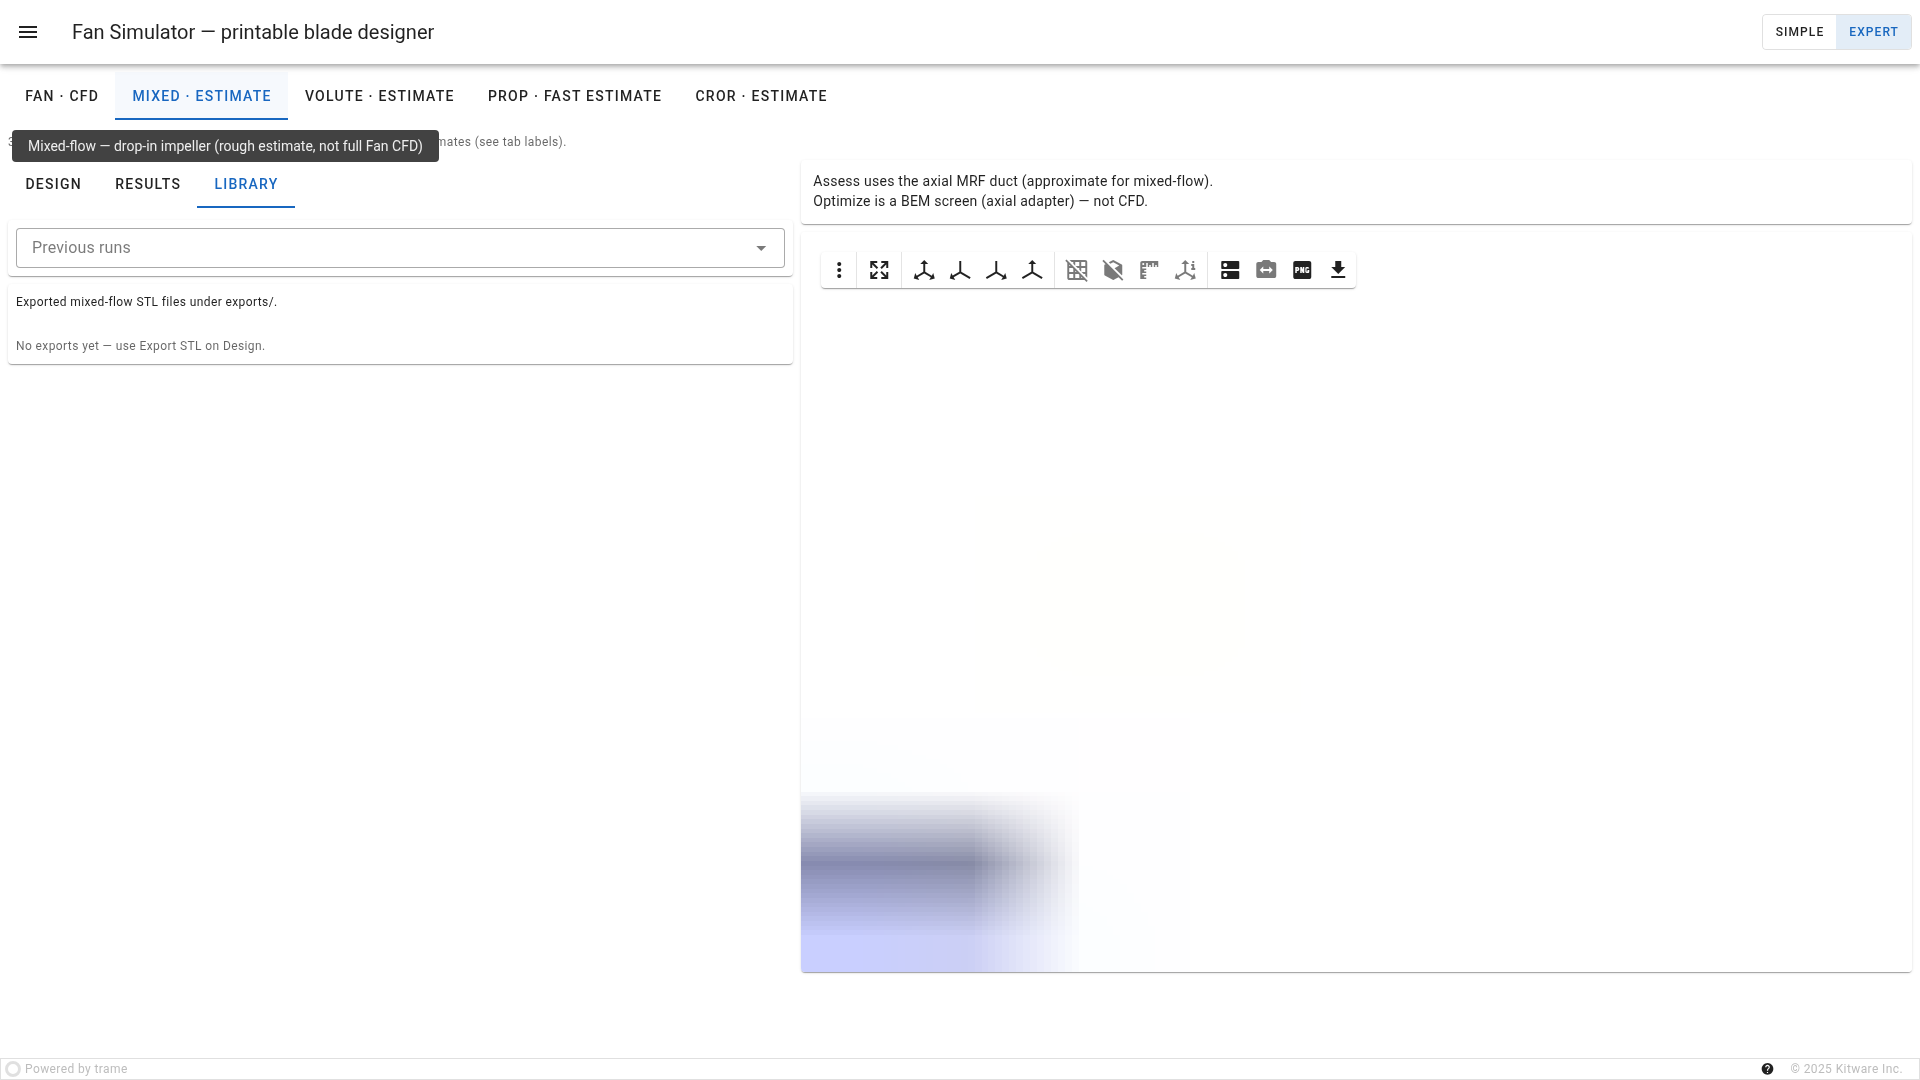 Fan Simulator — printable blade designer
SIMPLE
EXPERT
FAN · CFD
MIXED · ESTIMATE
VOLUTE · ESTIMATE
PROP · FAST ESTIMATE
CROR · ESTIMATE
(see tab labels).
Mixed-flow — drop-in impeller (rough estimate, not full Fan CFD)
DESIGN
RESULTS
LIBRARY
Previous runs
Exported mixed-flow STL files under exports/.
No exports yet — use Export STL on Design.
Assess uses the axial MRF duct (approximate for mixed-flow).
Optimize is a BEM screen (axial adapter) — not CFD.
PNG
Powered by trame
© 2025 Kitware Inc.